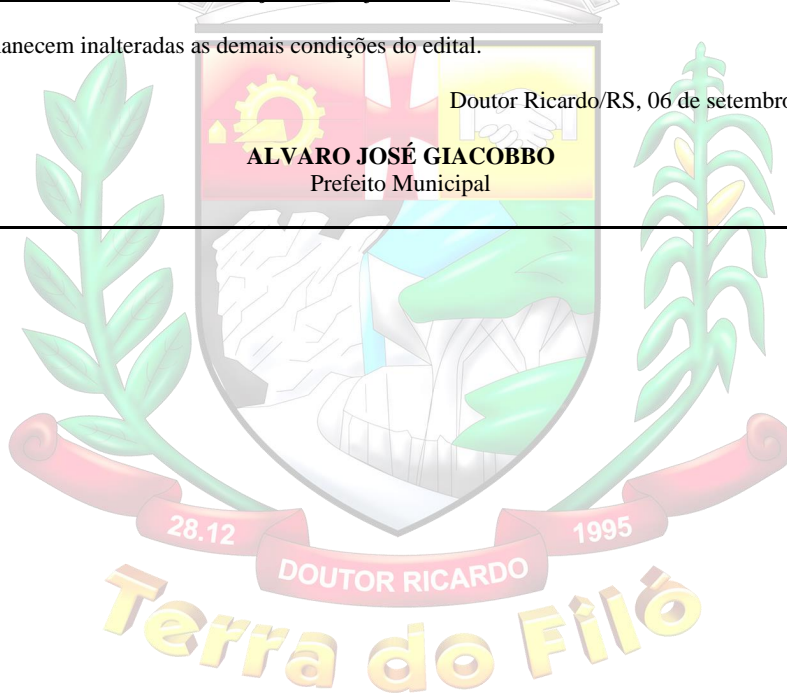 anecem inalteradas as demais condições do edital.
Doutor Ricardo/RS, 06 de setembro
ALVARO JOSÉ GIACOBBO
Prefeito Municipal
28.12
DOUTOR RICARDO
1995
Terra do Filó